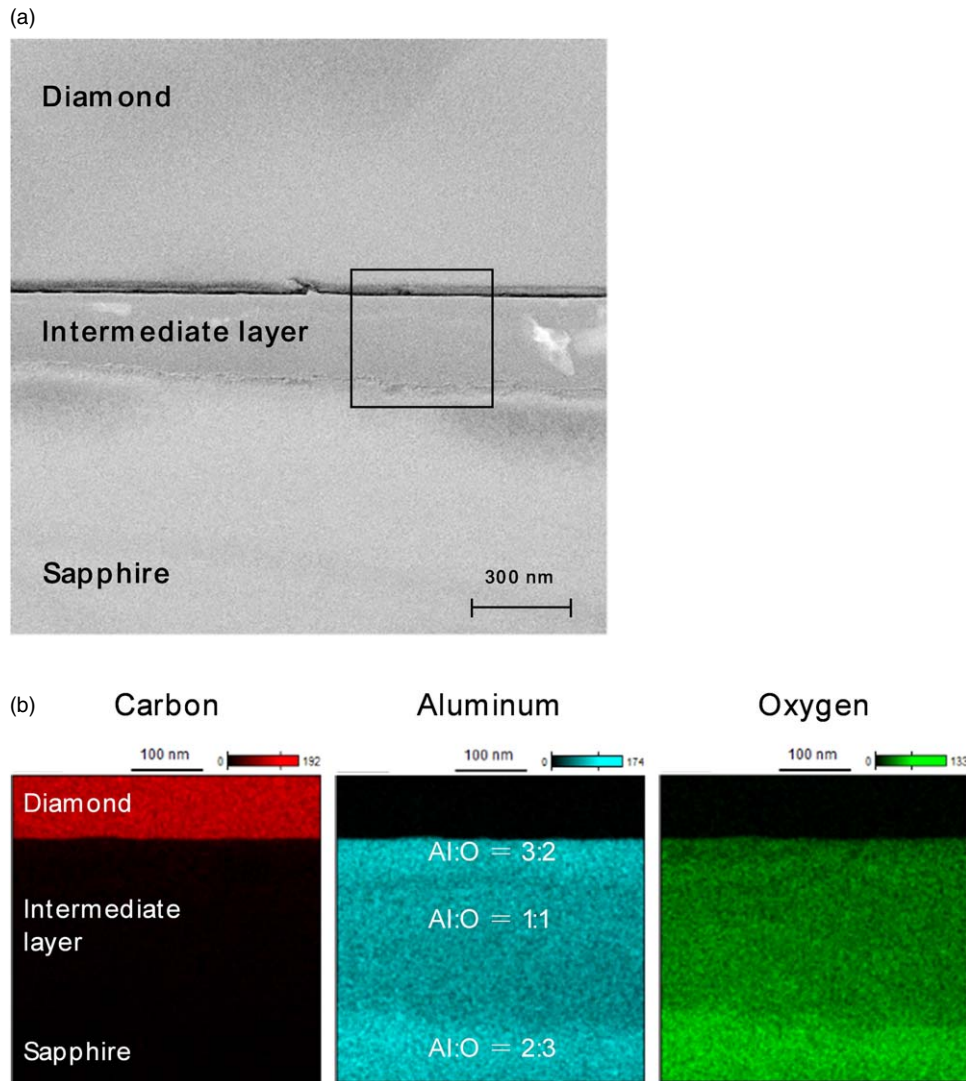 (a)
Diamond
Intermediate layer
Sapphire
300 nm
(b)
Carbon
Aluminum
Oxygen
100 nm
0
192
100 nm
0
174
100 nm
0
133
Diamond
Intermediate
layer
Sapphire
Al:O = 3:2
Al:O = 1:1
Al:O = 2:3